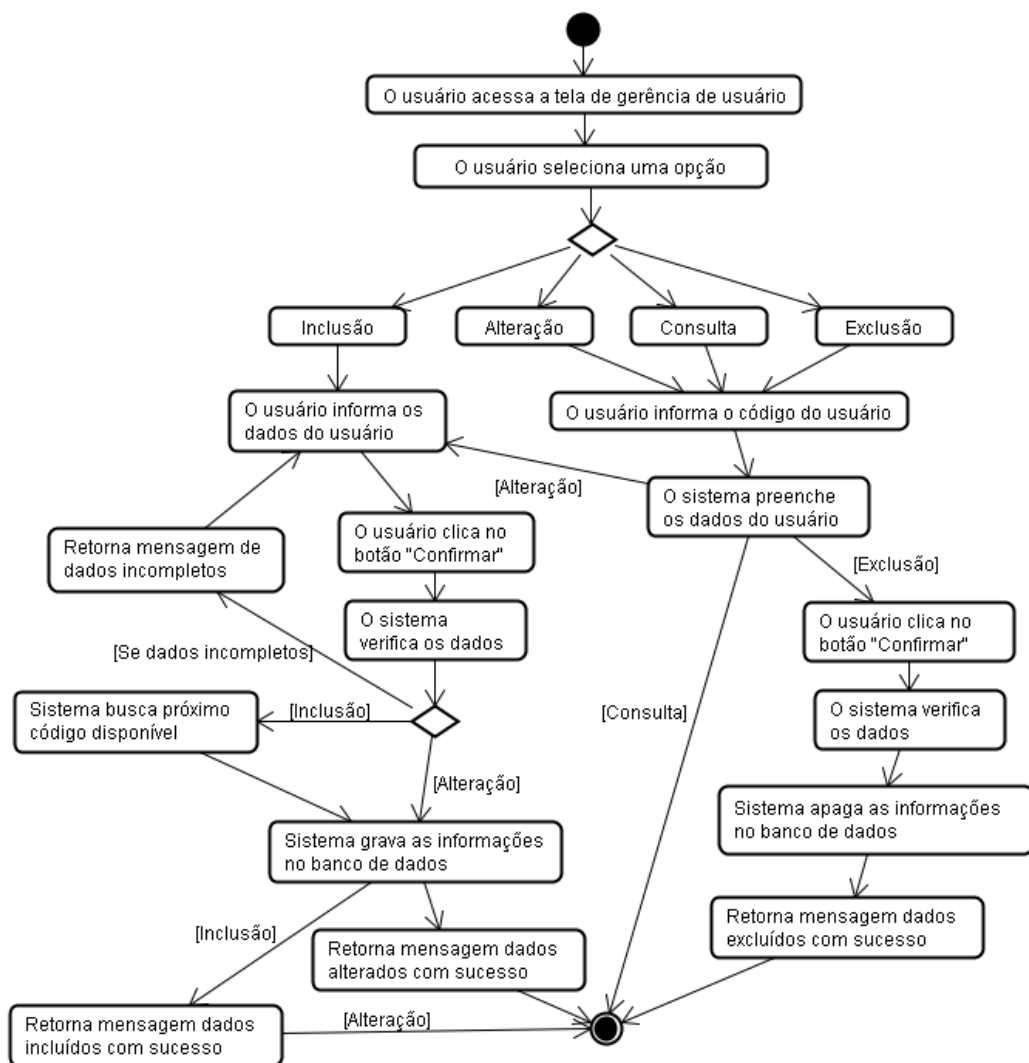 O usuário acessa a tela de gerência de usuário
O usuário seleciona uma opção
Inclusão
Alteração
Consulta
Exclusão
O usuário informa os
dados do usuário
O usuário informa o código do usuário
[Alteração]
O sistema preenche
os dados do usuário
Retorna mensagem de
dados incompletos
O usuário clica no
botão "Confirmar"
[Exclusão]
O sistema
verifica os dados
O usuário clica no
botão "Confirmar"
[Se dados incompletos]
Sistema busca próximo
código disponível
[Inclusão]
[Consulta]
O sistema verifica
os dados
[Alteração]
Sistema grava as informações
no banco de dados
Sistema apaga as informações
no banco de dados
[Inclusão]
Retorna mensagem dados
alterados com sucesso
Retorna mensagem dados
excluídos com sucesso
Retorna mensagem dados
incluídos com sucesso
[Alteração]